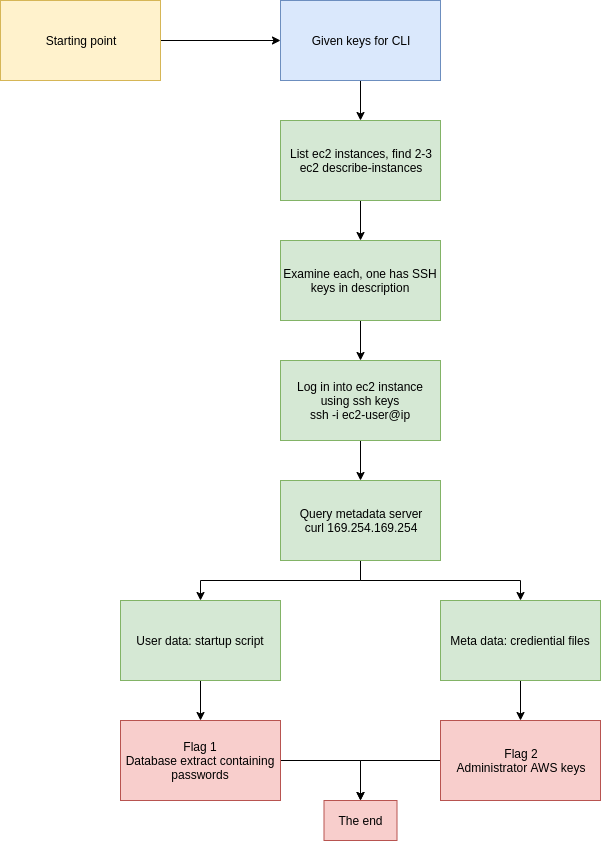 Starting point
Given keys for CLI
List ec2 instances, find 2-3
ec2 describe-instances
Examine each, one has SSH
keys in description
Log in into ec2 instance
using ssh keys
ssh -i ec2-user@ip
Query metadata server
curl 169.254.169.254
User data: startup script
Meta data: crediential files
Flag 1
Database extract containing
passwords
Flag 2
Administrator AWS keys
The end